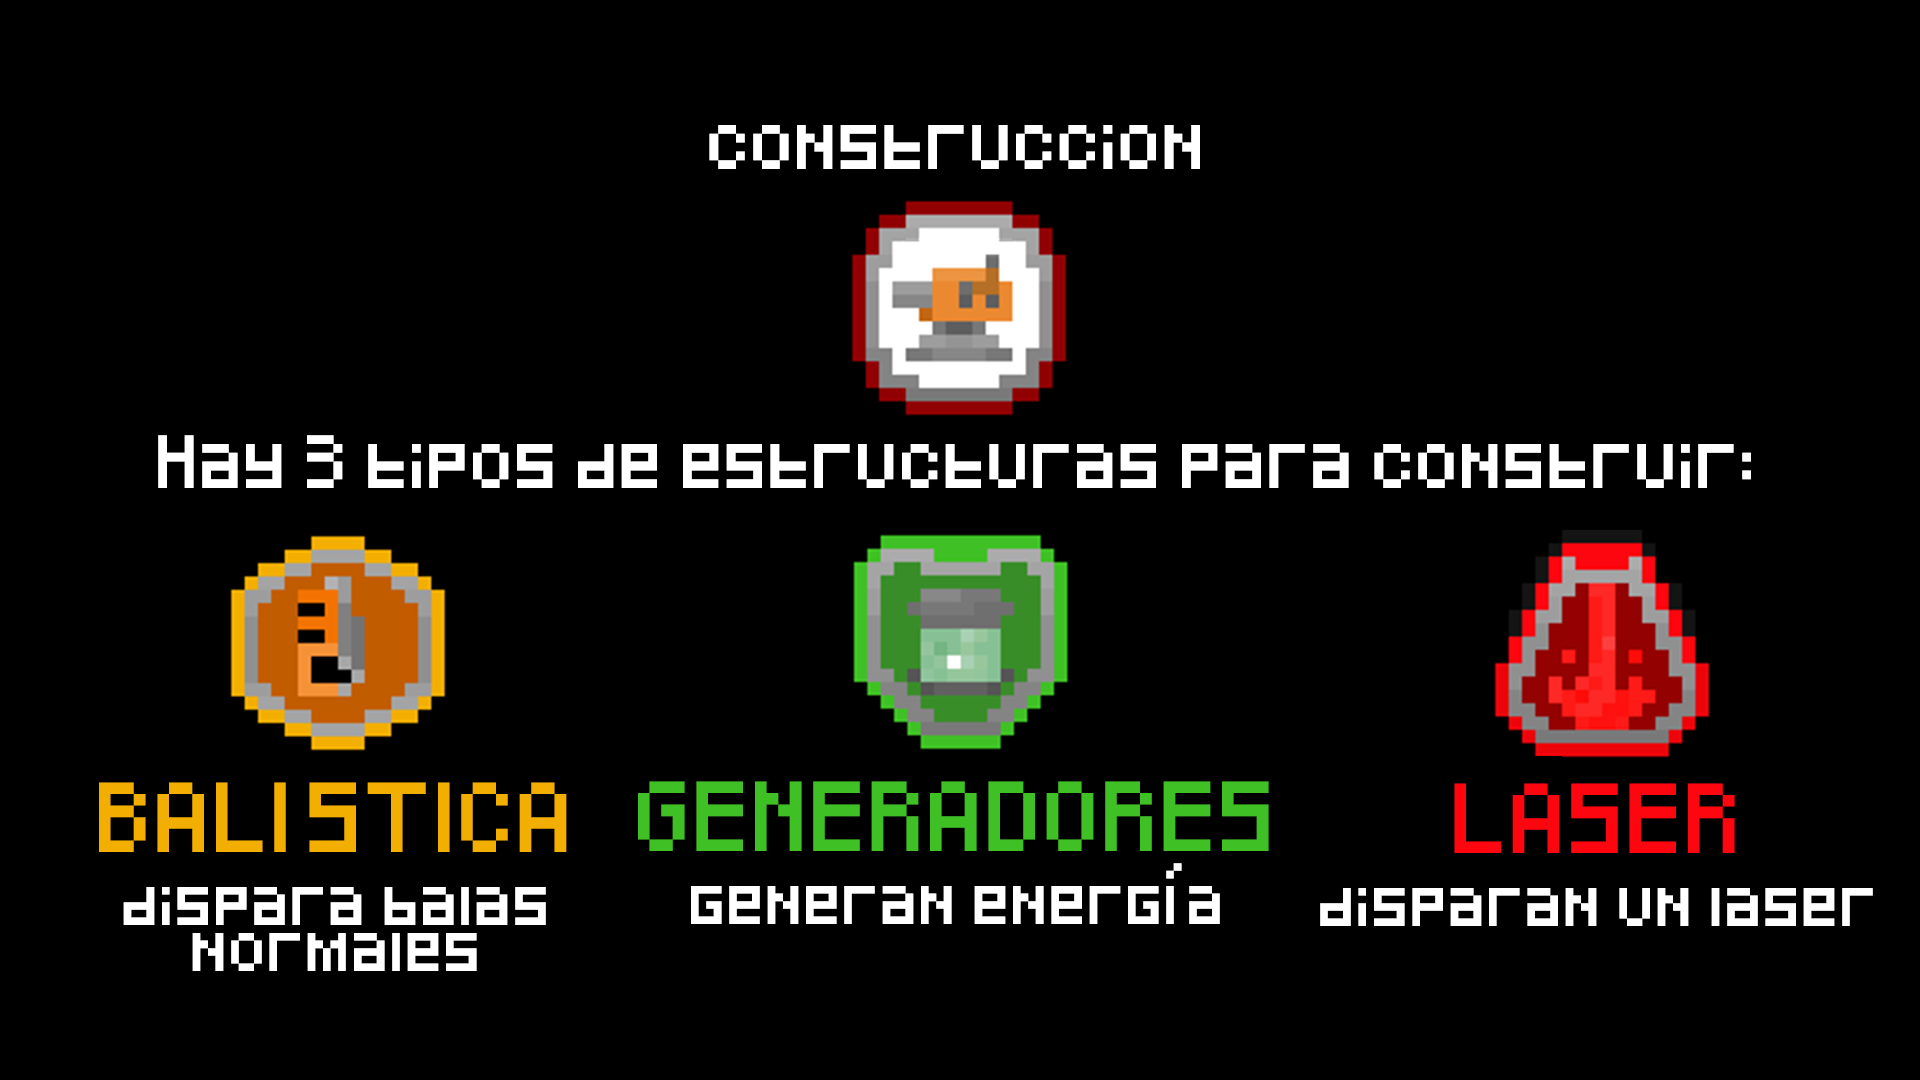 CONSTRUCCION
Hay 3 tipos de estructuras para construir:
BALISTICA
dispara balas
normales
GENERADORES
generan energía
LASER
disparan un laser